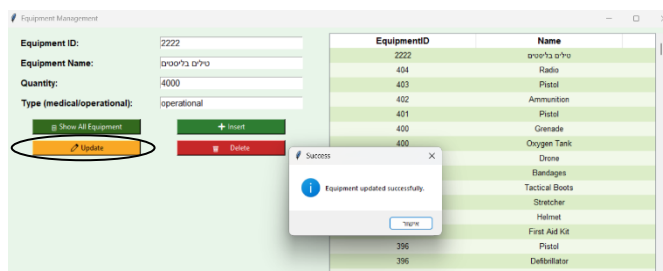 Equipment Management
Equipment ID: 2222
Equipment Name: טילים בליסטים
Quantity: 4000
Type (medical/operational): operational
Show All Equipment
+ Insert
Update
Delete
EquipmentID Name
2222 טילים בליסטים
404 Radio
403 Pistol
402 Ammunition
401 Pistol
400 Grenade
400 Oxygen Tank
Drone
Bandages
Tactical Boots
Stretcher
Helmet
First Aid Kit
396 Pistol
396 Defibrillator
Success
Equipment updated successfully.
אישור